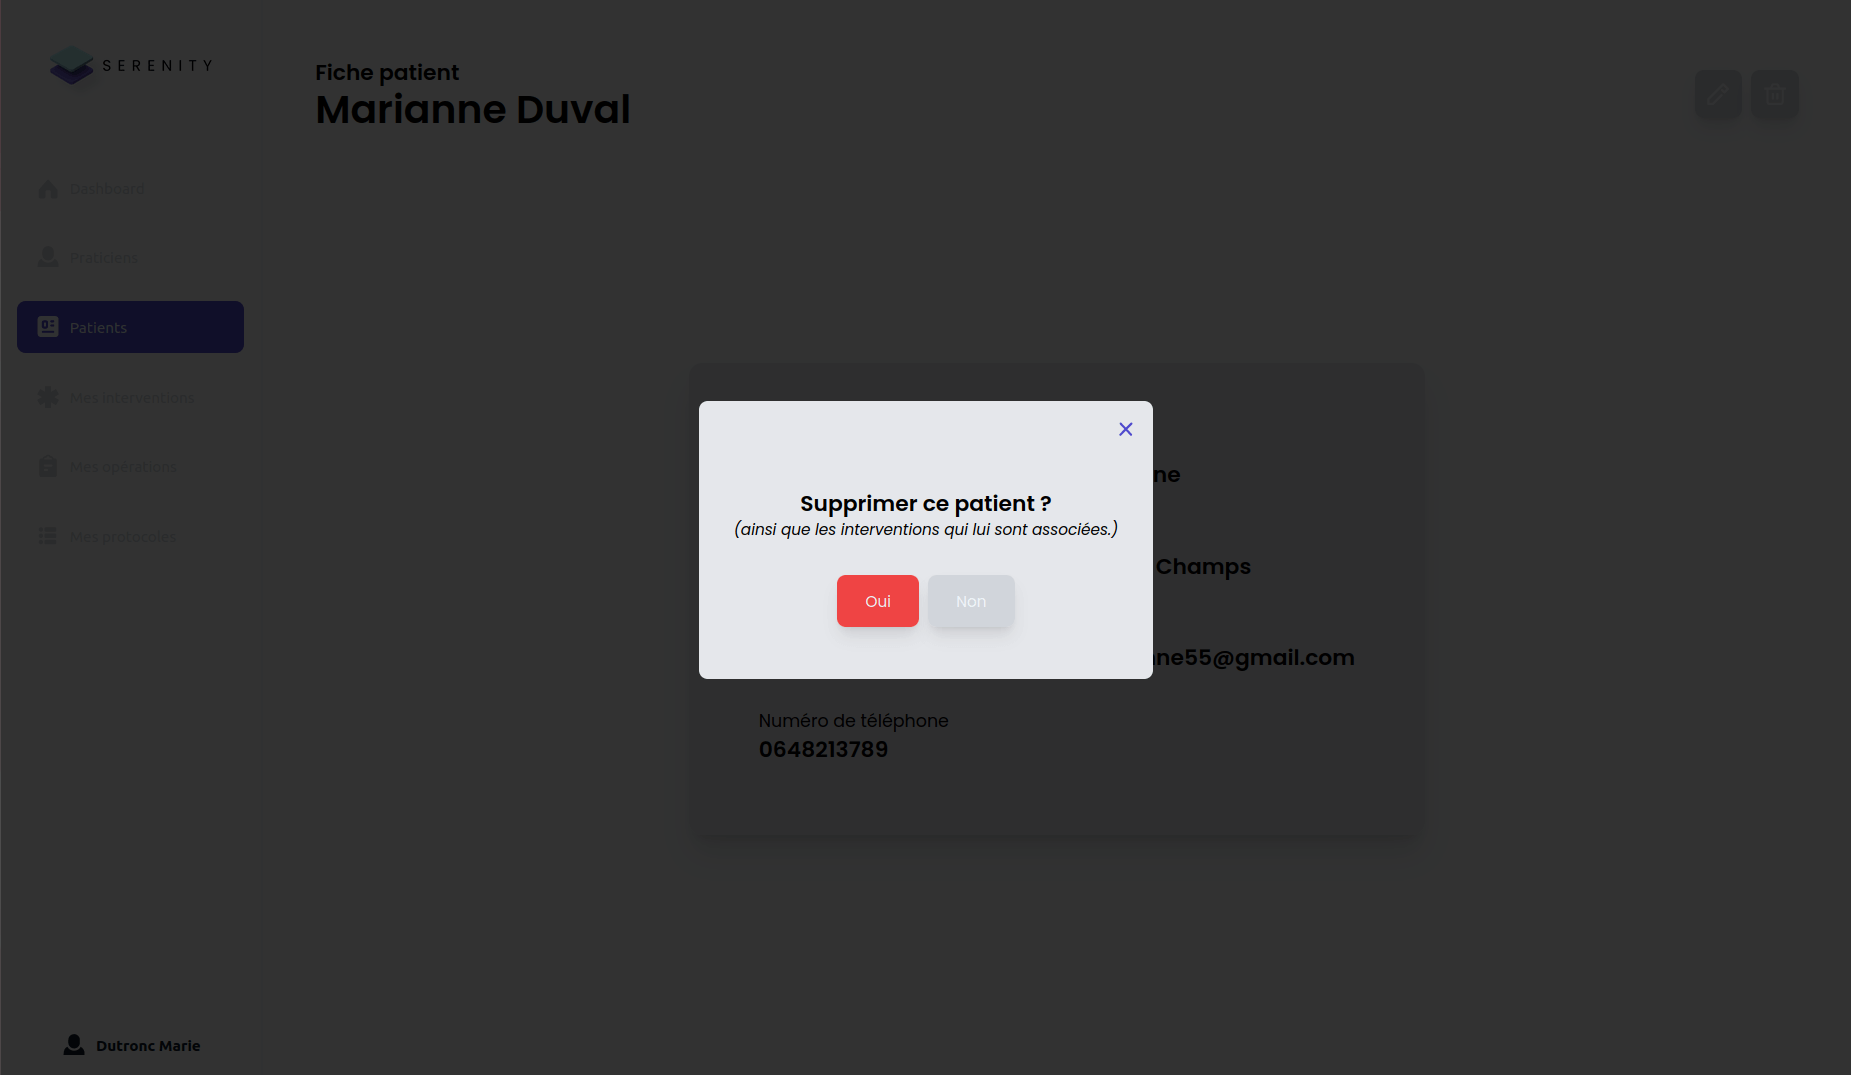 SERENITY
Fiche patient
Marianne Duval
Dashboard
Praticiens
Patients
Mes interventions
Mes opérations
Mes protocoles
Supprimer ce patient ?
(ainsi que les interventions qui lui sont associées.)
Oui
Non
ne
Champs
ne55@gmail.com
Numéro de téléphone
0648213789
Dutronc Marie